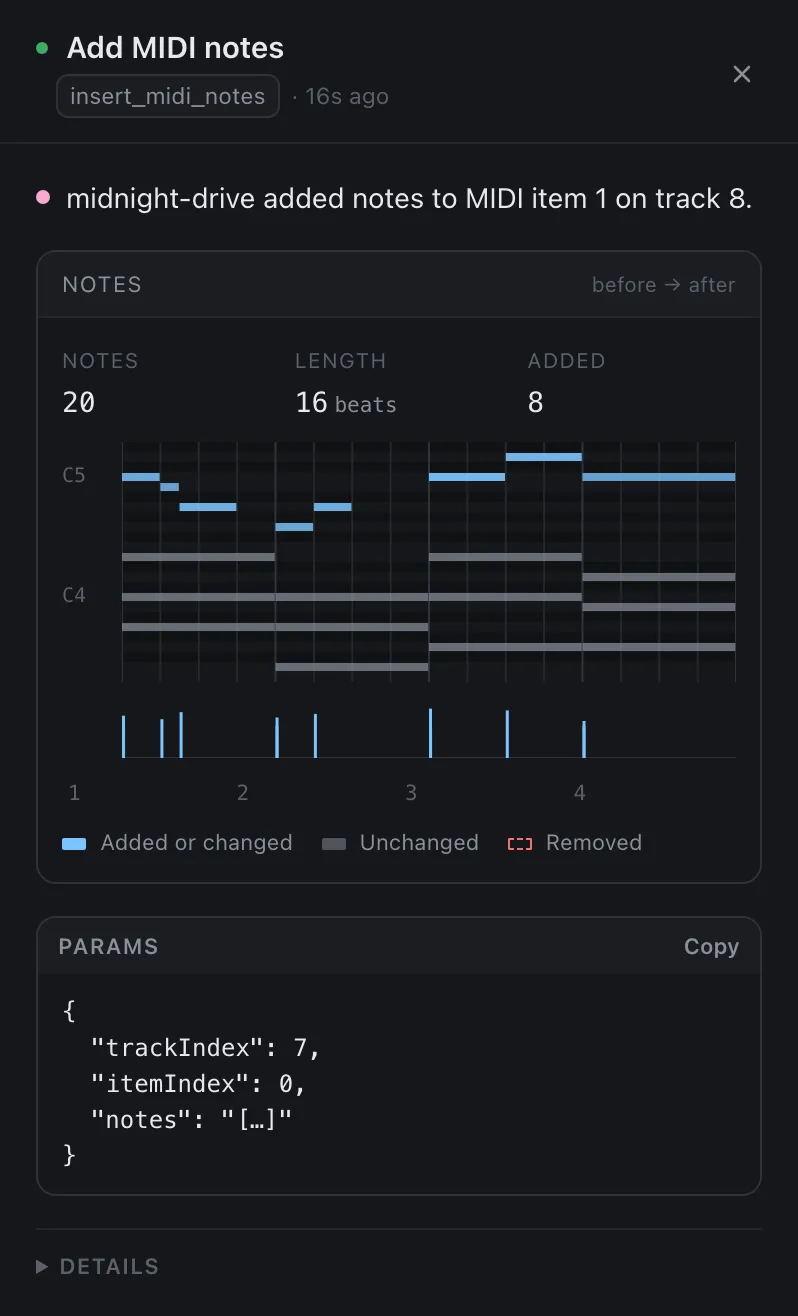 Add MIDI notes
insert_midi_notes · 16s ago
midnight-drive added notes to MIDI item 1 on track 8.
NOTES before → after
NOTES LENGTH ADDED
20 16 beats 8
C5
C4
1 2 3 4
Added or changed Unchanged Removed
PARAMS Copy
{
"trackIndex": 7,
"itemIndex": 0,
"notes": "[…]"
}
DETAILS